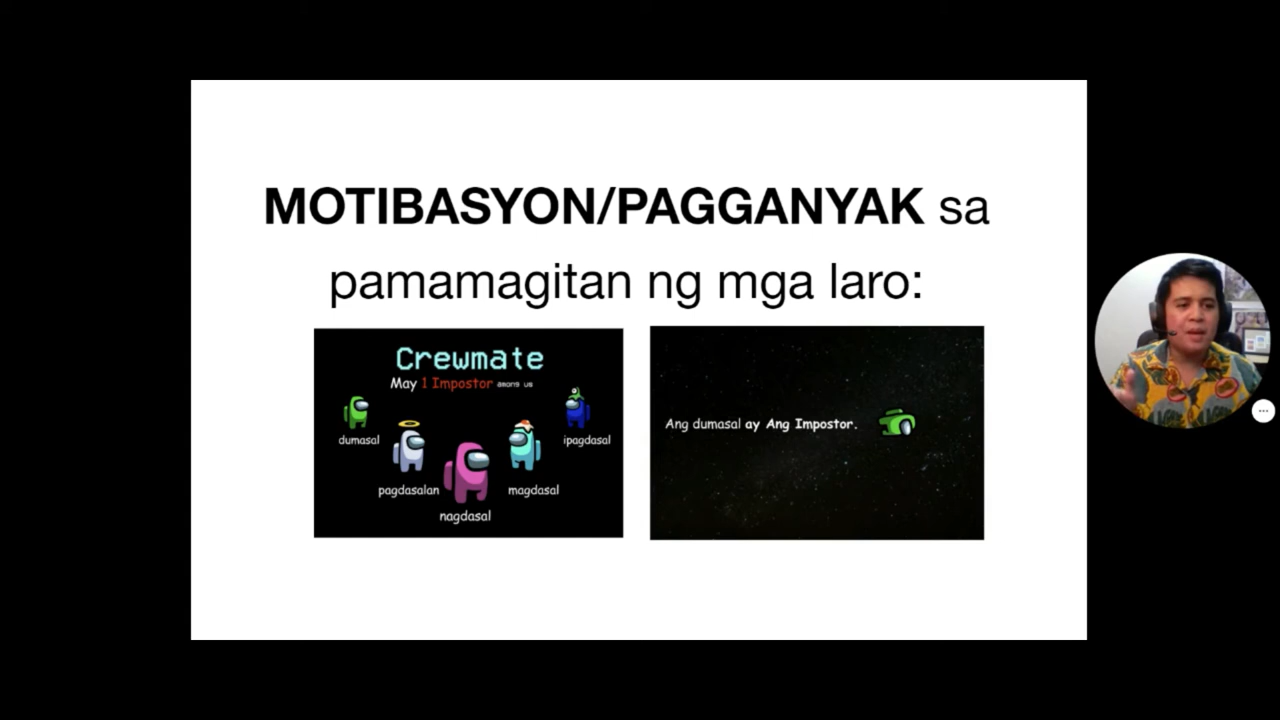 MOTIBASYON/PAGGANYAK sa
pamamagitan ng mga laro:
Crewmate
May 1 Impostor among us
dumasal
ipagdasal
pagdasalan
magdasal
nagdasal
Ang dumasal ay Ang Impostor.